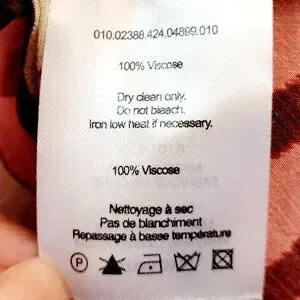 010.02388.424.04899.010
100% Viscose
Dry clean only.
Do not bleach.
Iron low heat if necessary.
100% Viscose
Nettoyage à sec
Pas de blanchiment
Repassage à basse température
P